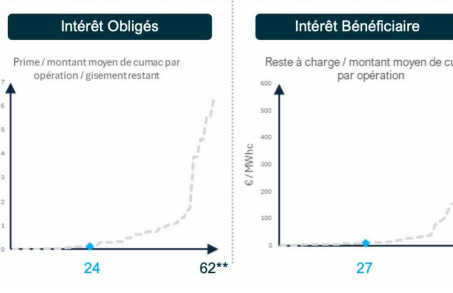 Intérêt Obligés
Prime / montant moyen de cumac par
opération / gisement restant
7
6
5
4
3
2
1
0
24
62**
Intérêt Bénéficiaire
Reste à charge / montant moyen de cu
par opération
€ / MWhc
600
500
400
300
200
100
0
27